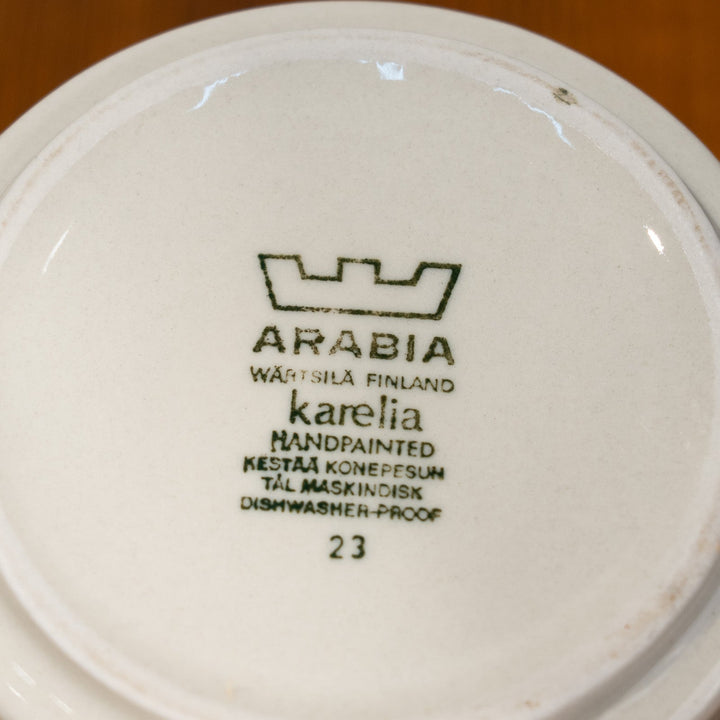 ARABIA
WÄRTSILÄ FINLAND
karelia
HANDPAINTED
KESTÄÄ KONEPESUN
TÅL MASKINDISK
DISHWASHER-PROOF
23